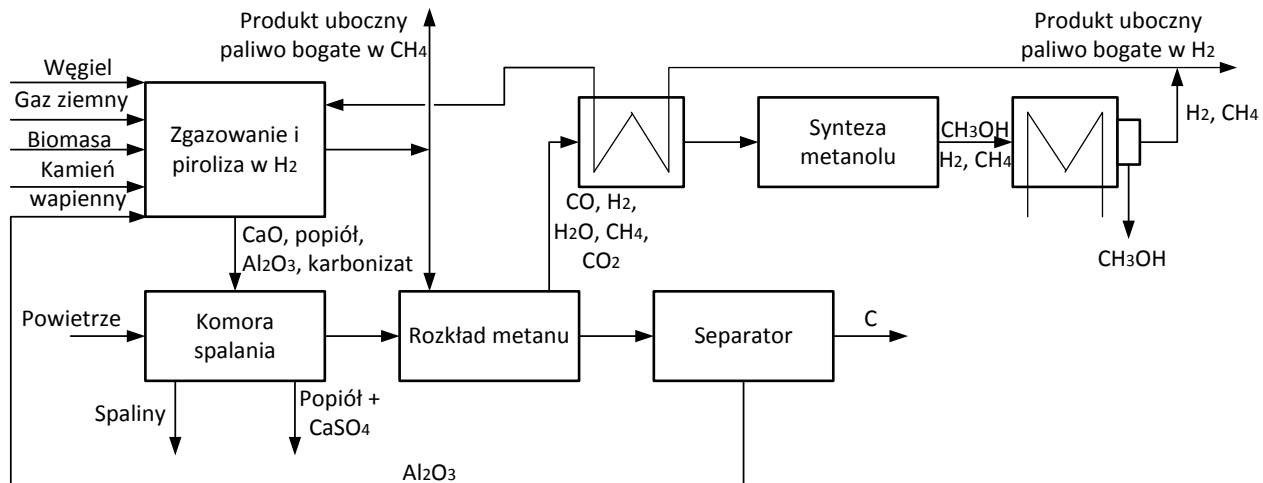 Produkt uboczny
paliwo bogate w CH4
Produkt uboczny
paliwo bogate w H2
Węgiel
Gaz ziemny
Biomasa
Kamień
wapienny
Zgazowanie i
piroliza w H2
Synteza
metanolu
CH3OH
H2, CH4
H2, CH4
CO, H2,
H2O, CH4,
CO2
CH3OH
CaO, popiół,
Al2O3, karbonizat
Powietrze
Komora
spalania
Rozkład metanu
Separator
C
Spaliny
Popiół +
CaSO4
Al2O3